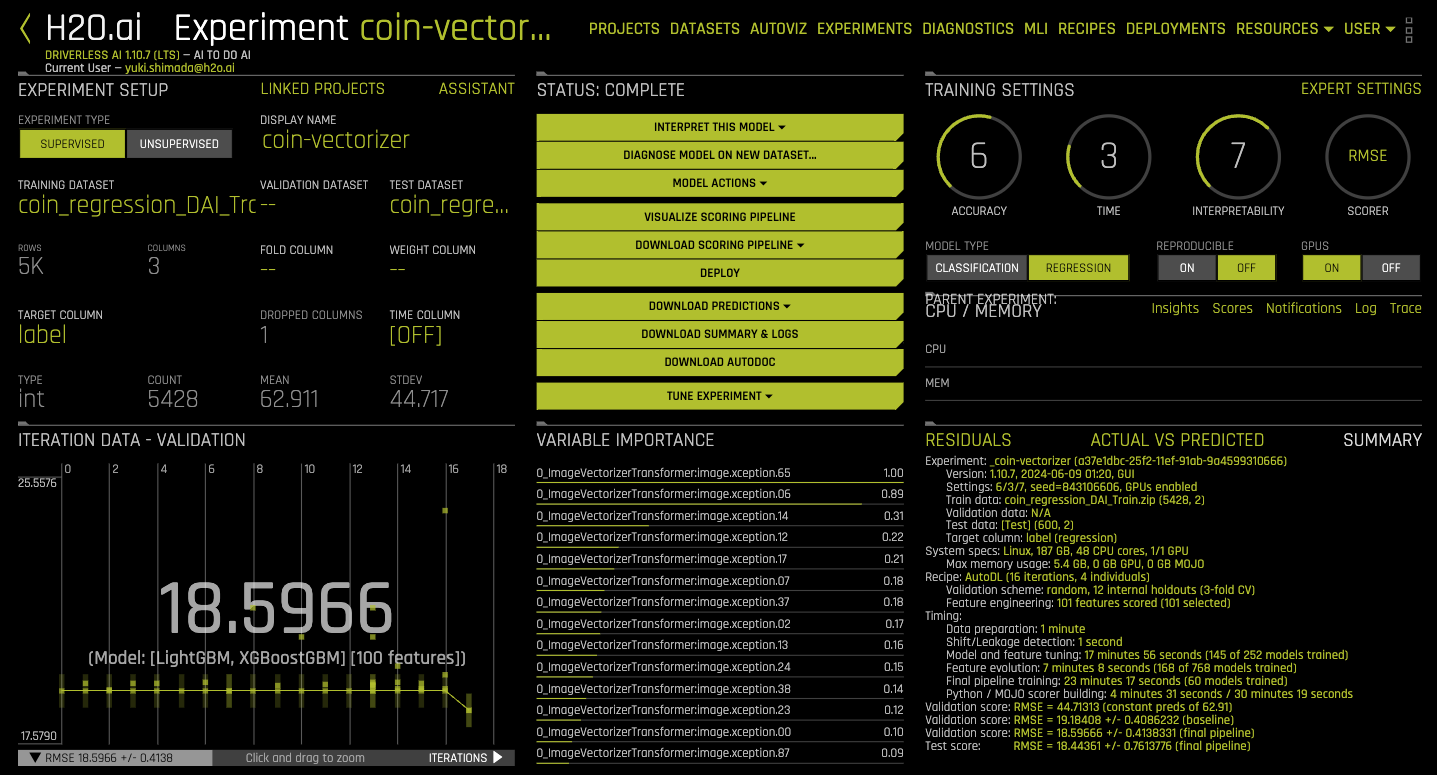 H2O.ai Experiment coin-vector...
DRIVERLESS AI 1.10.7 (LTS) — AI TO DO AI
Current User — yuki.shimada@h2o.ai
PROJECTS DATASETS AUTOVIZ EXPERIMENTS DIAGNOSTICS MLI RECIPES DEPLOYMENTS RESOURCES USER
EXPERIMENT SETUP LINKED PROJECTS ASSISTANT
EXPERIMENT TYPE DISPLAY NAME
SUPERVISED UNSUPERVISED coin-vectorizer
TRAINING DATASET VALIDATION DATASET TEST DATASET
coin_regression_DAI_Trc -- coin_regre...
ROWS COLUMNS FOLD COLUMN WEIGHT COLUMN
5K 3 -- --
TARGET COLUMN DROPPED COLUMNS TIME COLUMN
label 1 [OFF]
TYPE COUNT MEAN STDEV
int 5428 62.911 44.717
STATUS: COMPLETE
INTERPRET THIS MODEL
DIAGNOSE MODEL ON NEW DATASET...
MODEL ACTIONS
VISUALIZE SCORING PIPELINE
DOWNLOAD SCORING PIPELINE
DEPLOY
DOWNLOAD PREDICTIONS
DOWNLOAD SUMMARY & LOGS
DOWNLOAD AUTODOC
TUNE EXPERIMENT
TRAINING SETTINGS EXPERT SETTINGS
6 3 7 RMSE
ACCURACY TIME INTERPRETABILITY SCORER
MODEL TYPE REPRODUCIBLE GPUS
CLASSIFICATION REGRESSION ON OFF ON OFF
PARENT EXPERIMENT:
CPU / MEMORY Insights Scores Notifications Log Trace
CPU
MEM
ITERATION DATA - VALIDATION
0 2 4 6 8 10 12 14 16 18
25.5576
18.5966
(Model: [LightGBM, XGBoostGBM] [100 features])
17.5790
RMSE 18.5966 +/- 0.4138 Click and drag to zoom ITERATIONS
VARIABLE IMPORTANCE
0_ImageVectorizerTransformer:image.xception.65 1.00
0_ImageVectorizerTransformer:image.xception.06 0.89
0_ImageVectorizerTransformer:image.xception.14 0.31
0_ImageVectorizerTransformer:image.xception.12 0.22
0_ImageVectorizerTransformer:image.xception.17 0.21
0_ImageVectorizerTransformer:image.xception.07 0.18
0_ImageVectorizerTransformer:image.xception.37 0.18
0_ImageVectorizerTransformer:image.xception.02 0.17
0_ImageVectorizerTransformer:image.xception.13 0.16
0_ImageVectorizerTransformer:image.xception.24 0.15
0_ImageVectorizerTransformer:image.xception.38 0.14
0_ImageVectorizerTransformer:image.xception.23 0.12
0_ImageVectorizerTransformer:image.xception.00 0.10
0_ImageVectorizerTransformer:image.xception.87 0.09
RESIDUALS ACTUAL VS PREDICTED SUMMARY
Experiment: _coin-vectorizer (a37e1dbc-25f2-11ef-91ab-9a4599310666)
Version: 1.10.7, 2024-06-09 01:20, GUI
Settings: 6/3/7, seed=843106606, GPUs enabled
Train data: coin_regression_DAI_Train.zip (5428, 2)
Validation data: N/A
Test data: [Test] (600, 2)
Target column: label (regression)
System specs: Linux, 187 GB, 48 CPU cores, 1/1 GPU
Max memory usage: 5.4 GB, 0 GB GPU, 0 GB MOJO
Recipe: AutoDL (16 iterations, 4 individuals)
Validation scheme: random, 12 internal holdouts (3-fold CV)
Feature engineering: 101 features scored (101 selected)
Timing:
Data preparation: 1 minute
Shift/Leakage detection: 1 second
Model and feature tuning: 17 minutes 56 seconds (145 of 252 models trained)
Feature evolution: 7 minutes 8 seconds (168 of 768 models trained)
Final pipeline training: 23 minutes 17 seconds (60 models trained)
Python / MOJO scorer building: 4 minutes 31 seconds / 30 minutes 19 seconds
Validation score: RMSE = 44.71313 (constant preds of 62.91)
Validation score: RMSE = 19.18408 +/- 0.4086232 (baseline)
Validation score: RMSE = 18.59666 +/- 0.4138331 (final pipeline)
Test score: RMSE = 18.44361 +/- 0.7613776 (final pipeline)